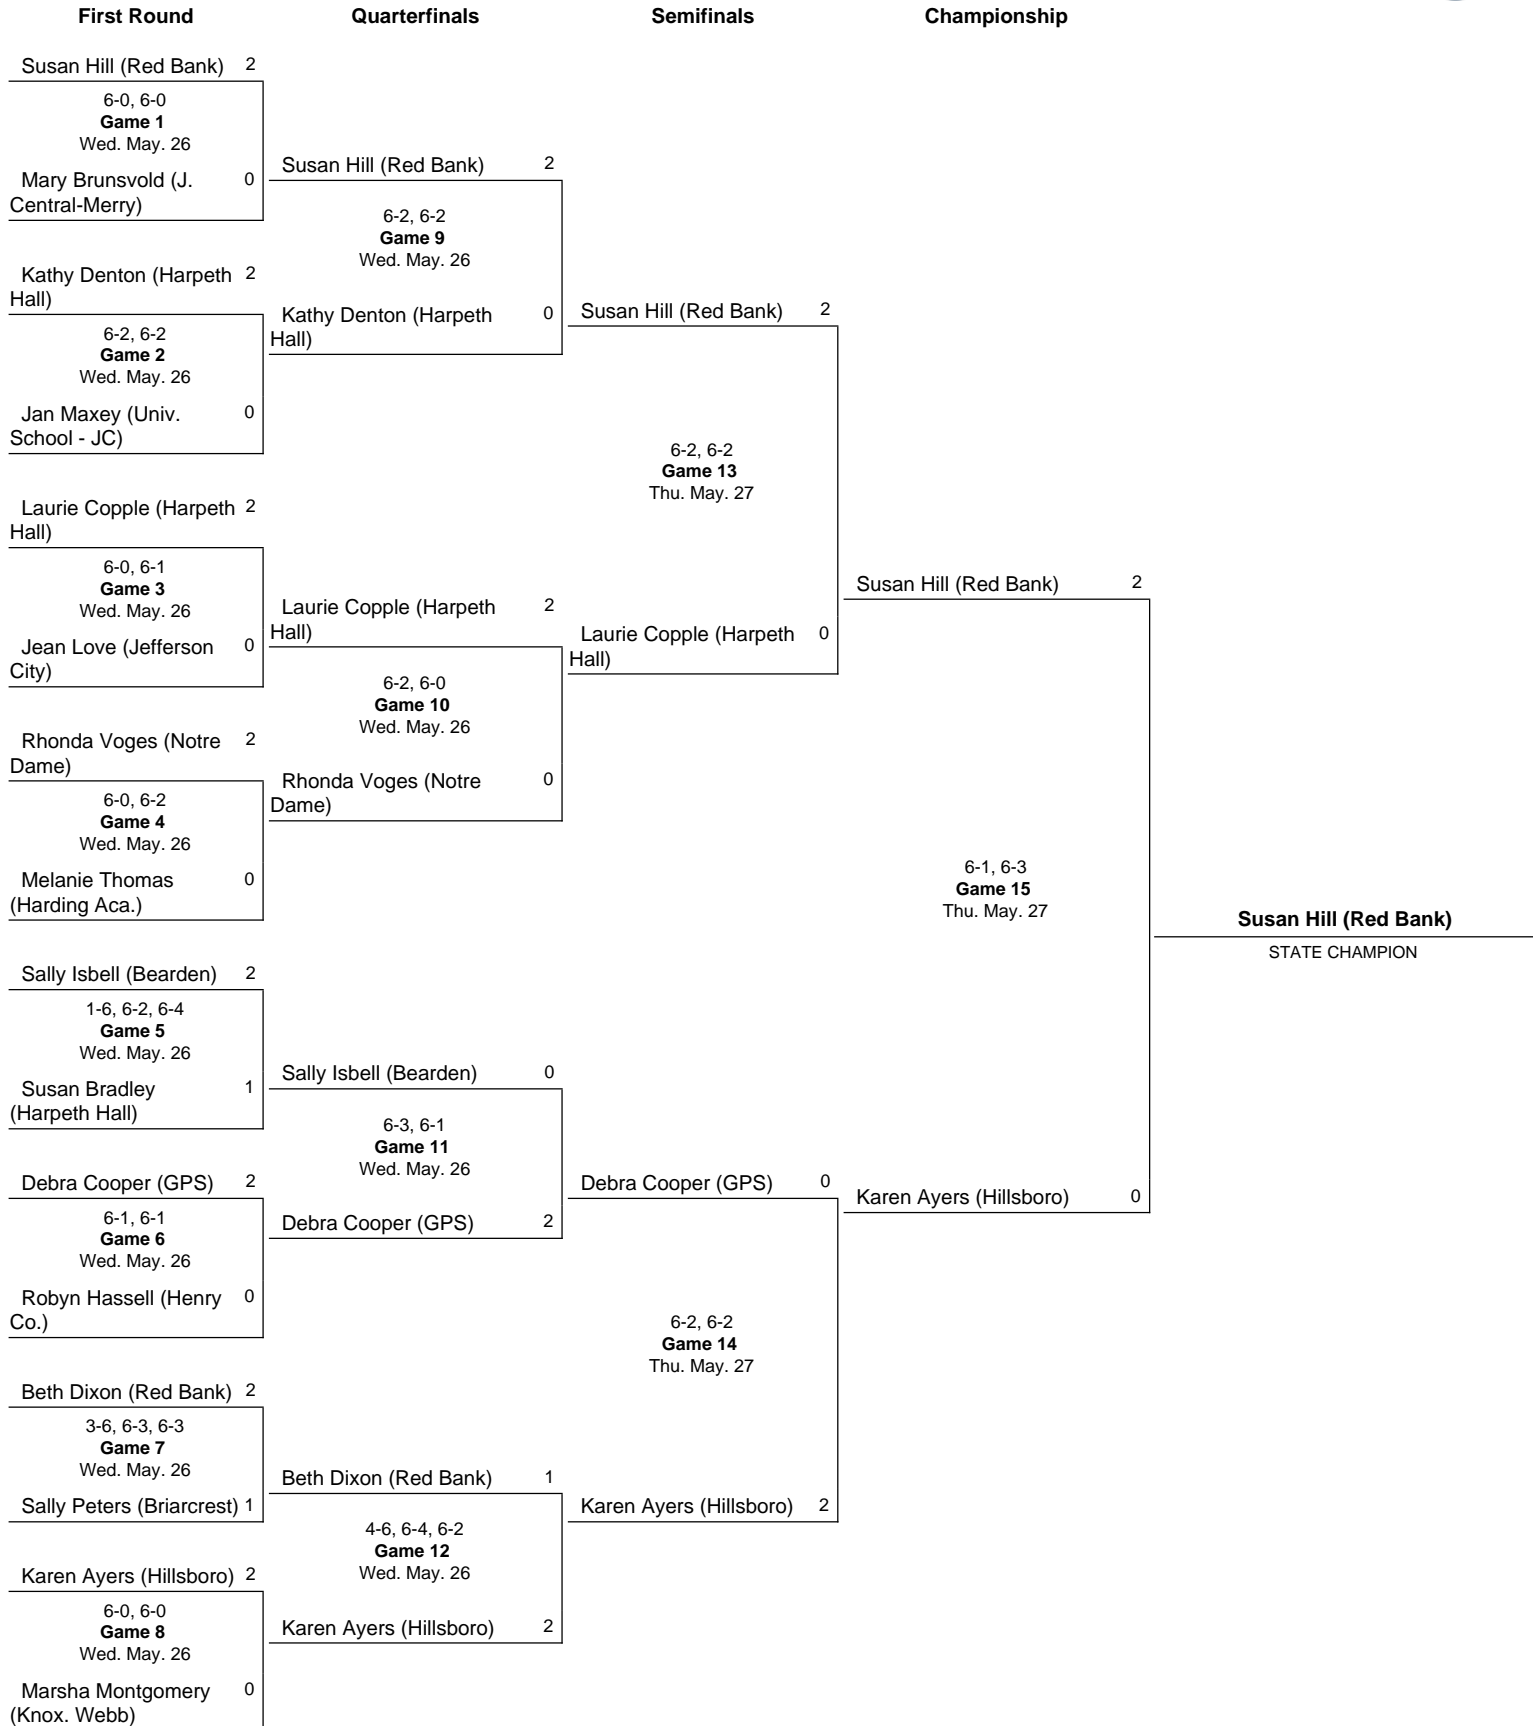 First Round
Quarterfinals
Semifinals
Championship
Susan Hill (Red Bank) 2
6-0, 6-0
Game 1
Wed. May. 26
Mary Brunsvold (J. 0
Central-Merry)
Kathy Denton (Harpeth 2
Hall)
6-2, 6-2
Game 2
Wed. May. 26
Jan Maxey (Univ. 0
School - JC)
Laurie Copple (Harpeth 2
Hall)
6-0, 6-1
Game 3
Wed. May. 26
Jean Love (Jefferson 0
City)
Rhonda Voges (Notre 2
Dame)
6-0, 6-2
Game 4
Wed. May. 26
Melanie Thomas 0
(Harding Aca.)
Sally Isbell (Bearden) 2
1-6, 6-2, 6-4
Game 5
Wed. May. 26
Susan Bradley 1
(Harpeth Hall)
Debra Cooper (GPS) 2
6-1, 6-1
Game 6
Wed. May. 26
Robyn Hassell (Henry 0
Co.)
Beth Dixon (Red Bank) 2
3-6, 6-3, 6-3
Game 7
Wed. May. 26
Sally Peters (Briarcrest) 1
Karen Ayers (Hillsboro) 2
6-0, 6-0
Game 8
Wed. May. 26
Marsha Montgomery 0
(Knox. Webb)
Susan Hill (Red Bank) 2
6-2, 6-2
Game 9
Wed. May. 26
Kathy Denton (Harpeth 0
Hall)
Laurie Copple (Harpeth 2
Hall)
6-2, 6-0
Game 10
Wed. May. 26
Rhonda Voges (Notre 0
Dame)
Sally Isbell (Bearden) 0
6-3, 6-1
Game 11
Wed. May. 26
Debra Cooper (GPS) 2
Beth Dixon (Red Bank) 1
4-6, 6-4, 6-2
Game 12
Wed. May. 26
Karen Ayers (Hillsboro) 2
Susan Hill (Red Bank) 2
6-2, 6-2
Game 13
Thu. May. 27
Laurie Copple (Harpeth 0
Hall)
Debra Cooper (GPS) 0
6-2, 6-2
Game 14
Thu. May. 27
Karen Ayers (Hillsboro) 2
Susan Hill (Red Bank) 2
6-1, 6-3
Game 15
Thu. May. 27
Karen Ayers (Hillsboro) 0
Susan Hill (Red Bank)
STATE CHAMPION